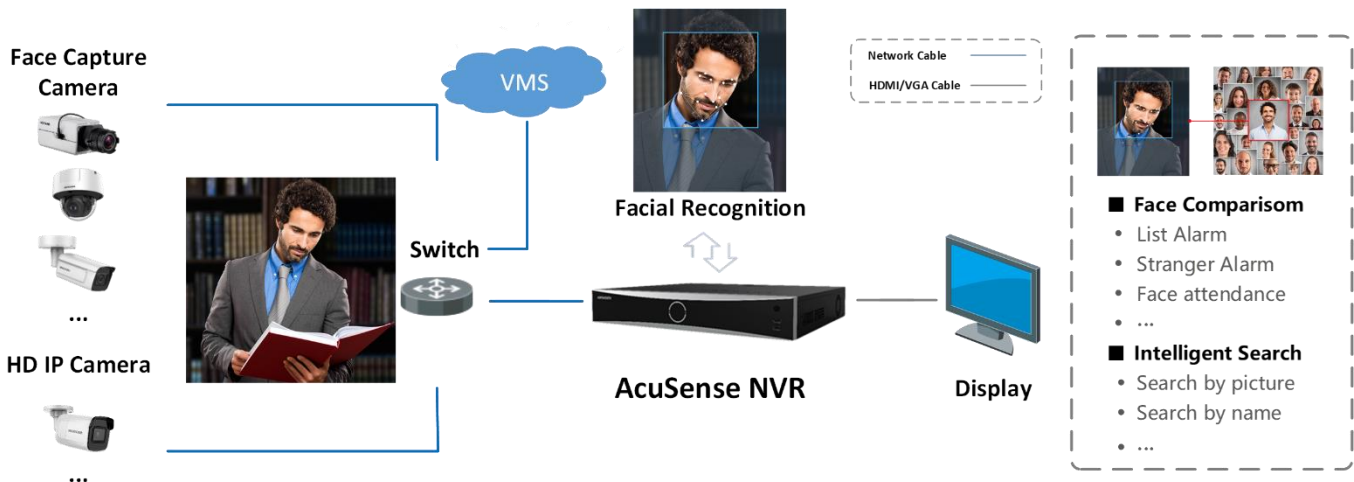 Face Capture
Camera
...
HD IP Camera
...
Switch
VMS
Facial Recognition
AcuSense NVR
Display
Network Cable
HDMI/VGA Cable
■ Face Comparisom
• List Alarm
• Stranger Alarm
• Face attendance
• ...
■ Intelligent Search
• Search by picture
• Search by name
• ...